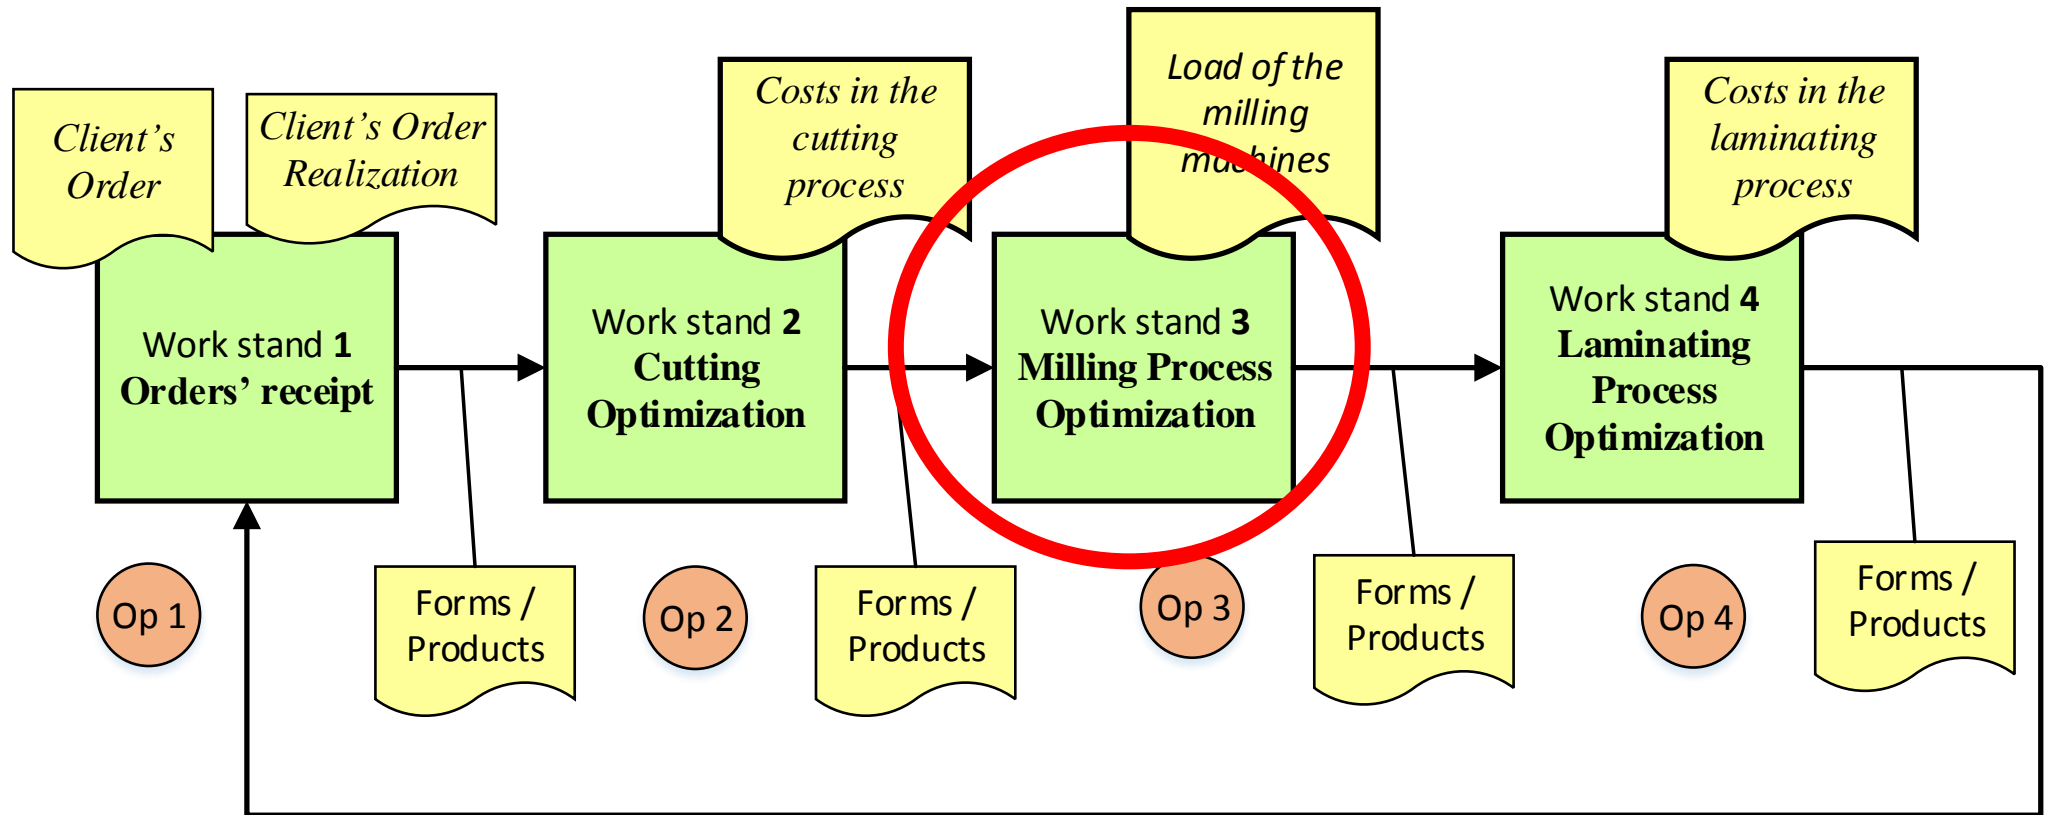 Client’s
Order
Client’s Order
Realization
Costs in the
cutting
process
Load of the
milling
machines
Costs in the
laminating
process
Work stand 1
Orders’ receipt
Work stand 2
Cutting
Optimization
Work stand 3
Milling Process
Optimization
Work stand 4
Laminating
Process
Optimization
Op 1
Forms /
Products
Op 2
Forms /
Products
Op 3
Forms /
Products
Op 4
Forms /
Products